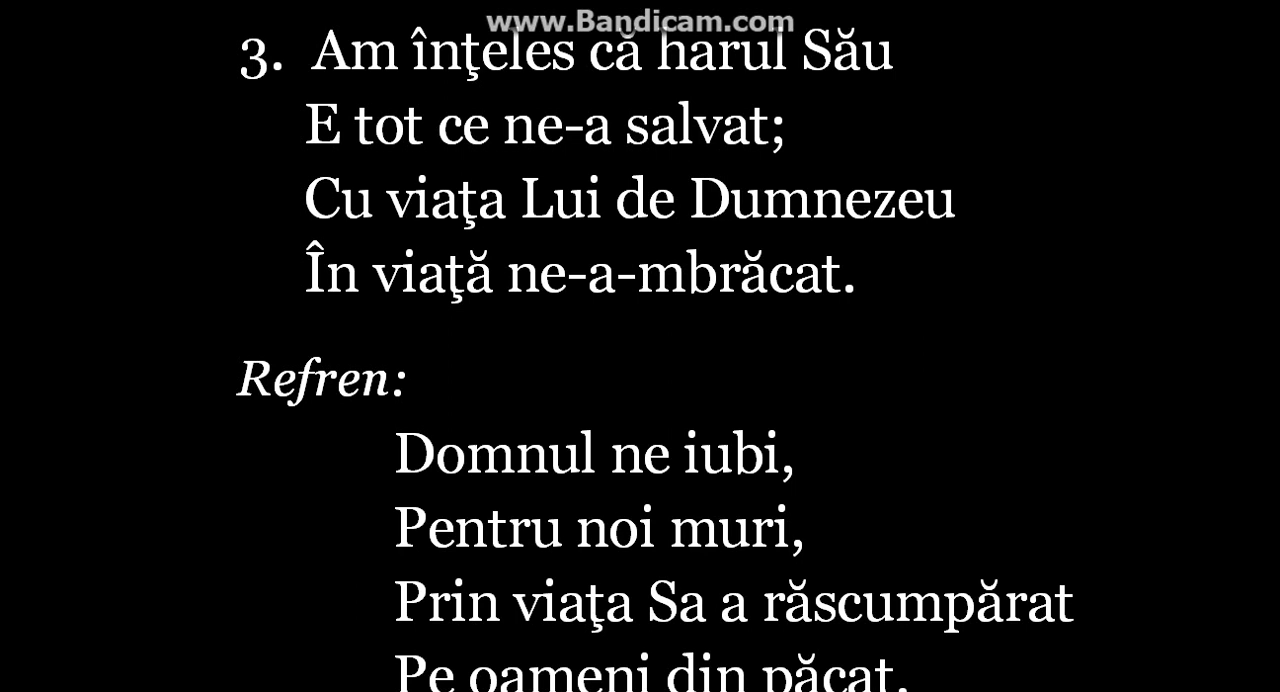 www.Bandicam.com
3. Am înţeles că harul Său
E tot ce ne-a salvat;
Cu viaţa Lui de Dumnezeu
În viaţă ne-a-mbrăcat.
Refren:
Domnul ne iubi,
Pentru noi muri,
Prin viaţa Sa a răscumpărat
Pe oameni din păcat.